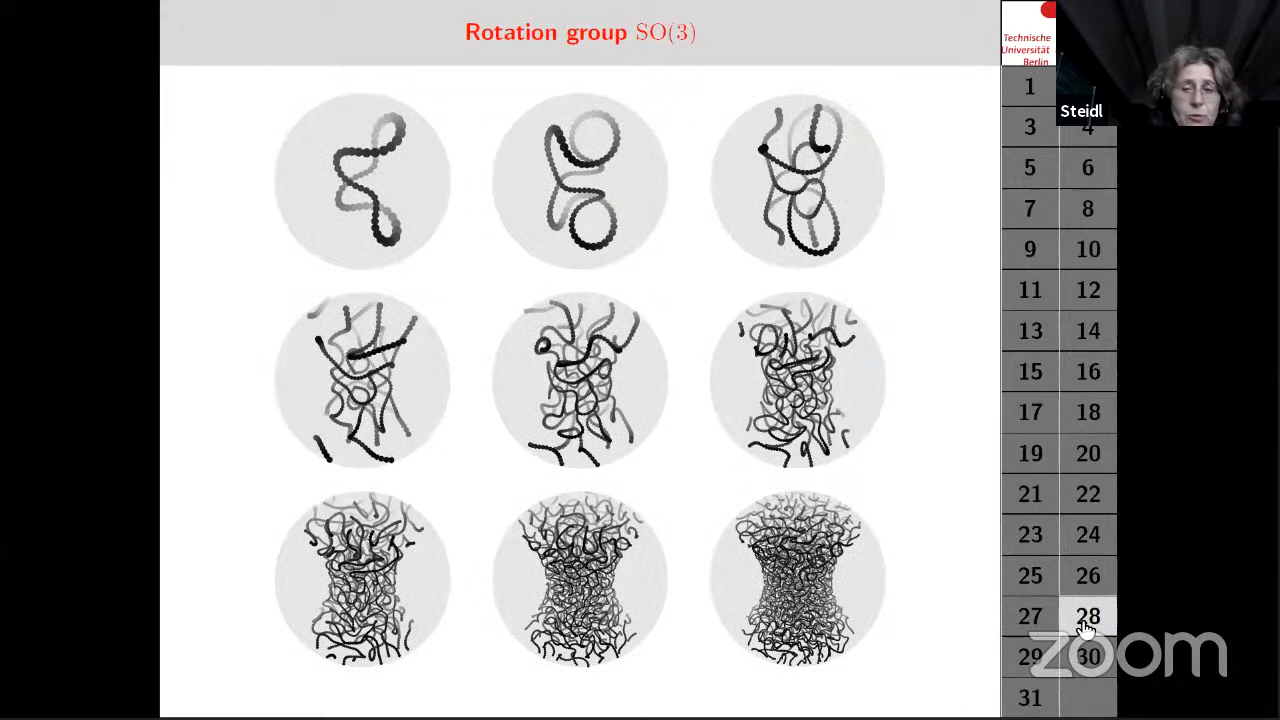 Rotation group SO(3)
Technische
Universität
Berlin
Steidl
1
3 4
5 6
7 8
9 10
11 12
13 14
15 16
17 18
19 20
21 22
23 24
25 26
27 28
29 30
31
zoom